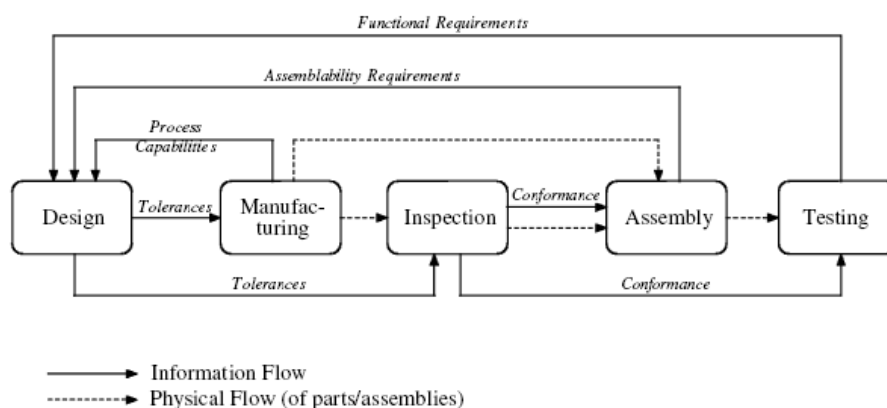 Functional Requirements
Assemblability Requirements
Process
Capabilities
Design
Tolerances
Manufac-
turing
Inspection
Conformance
Assembly
Testing
Tolerances
Conformance
Information Flow
Physical Flow (of parts/assemblies)